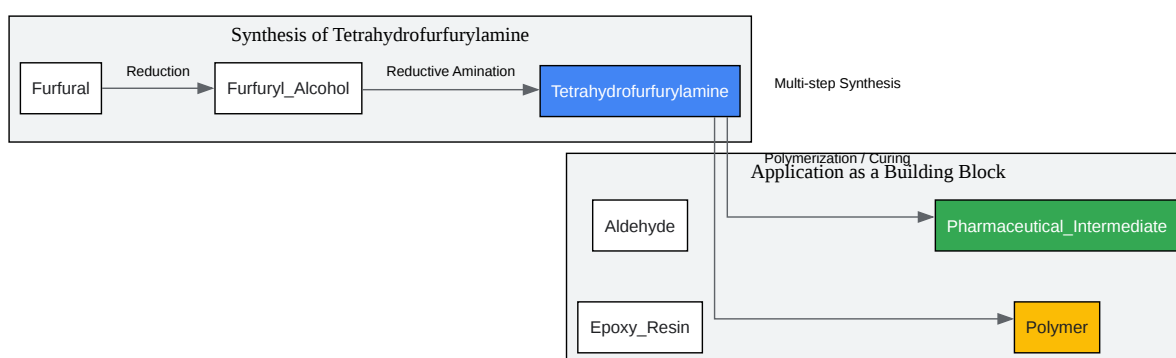 Synthesis of Tetrahydrofurfurylamine
Furfural
Reduction
Furfuryl_Alcohol
Reductive Amination
Tetrahydrofurfurylamine
Multi-step Synthesis
Polymerization / Curing
Application as a Building Block
Aldehyde
Pharmaceutical_Intermediate
Epoxy_Resin
Polymer